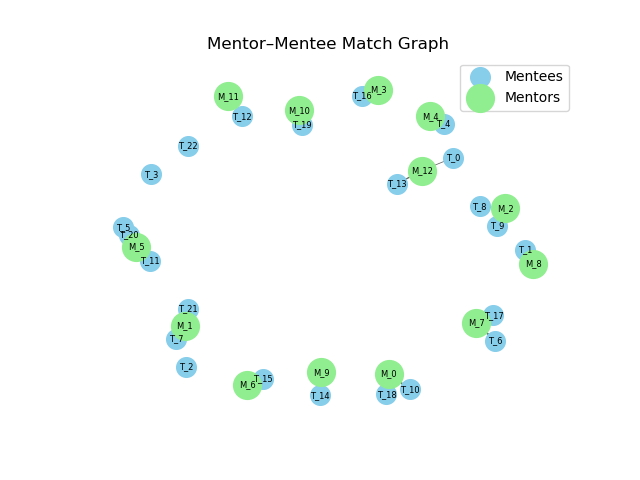 Mentor–Mentee Match Graph
Mentees
Mentors
M_3
T_16
M_11
M_10
T_12
M_4
T_4
T_19
T_22
T_0
M_12
T_3
T_13
T_8
M_2
T_9
T_5
T_20
M_5
T_1
T_11
M_8
T_21
T_17
M_7
M_1
T_7
T_6
T_2
M_9
M_0
T_15
M_6
T_10
T_18
T_14